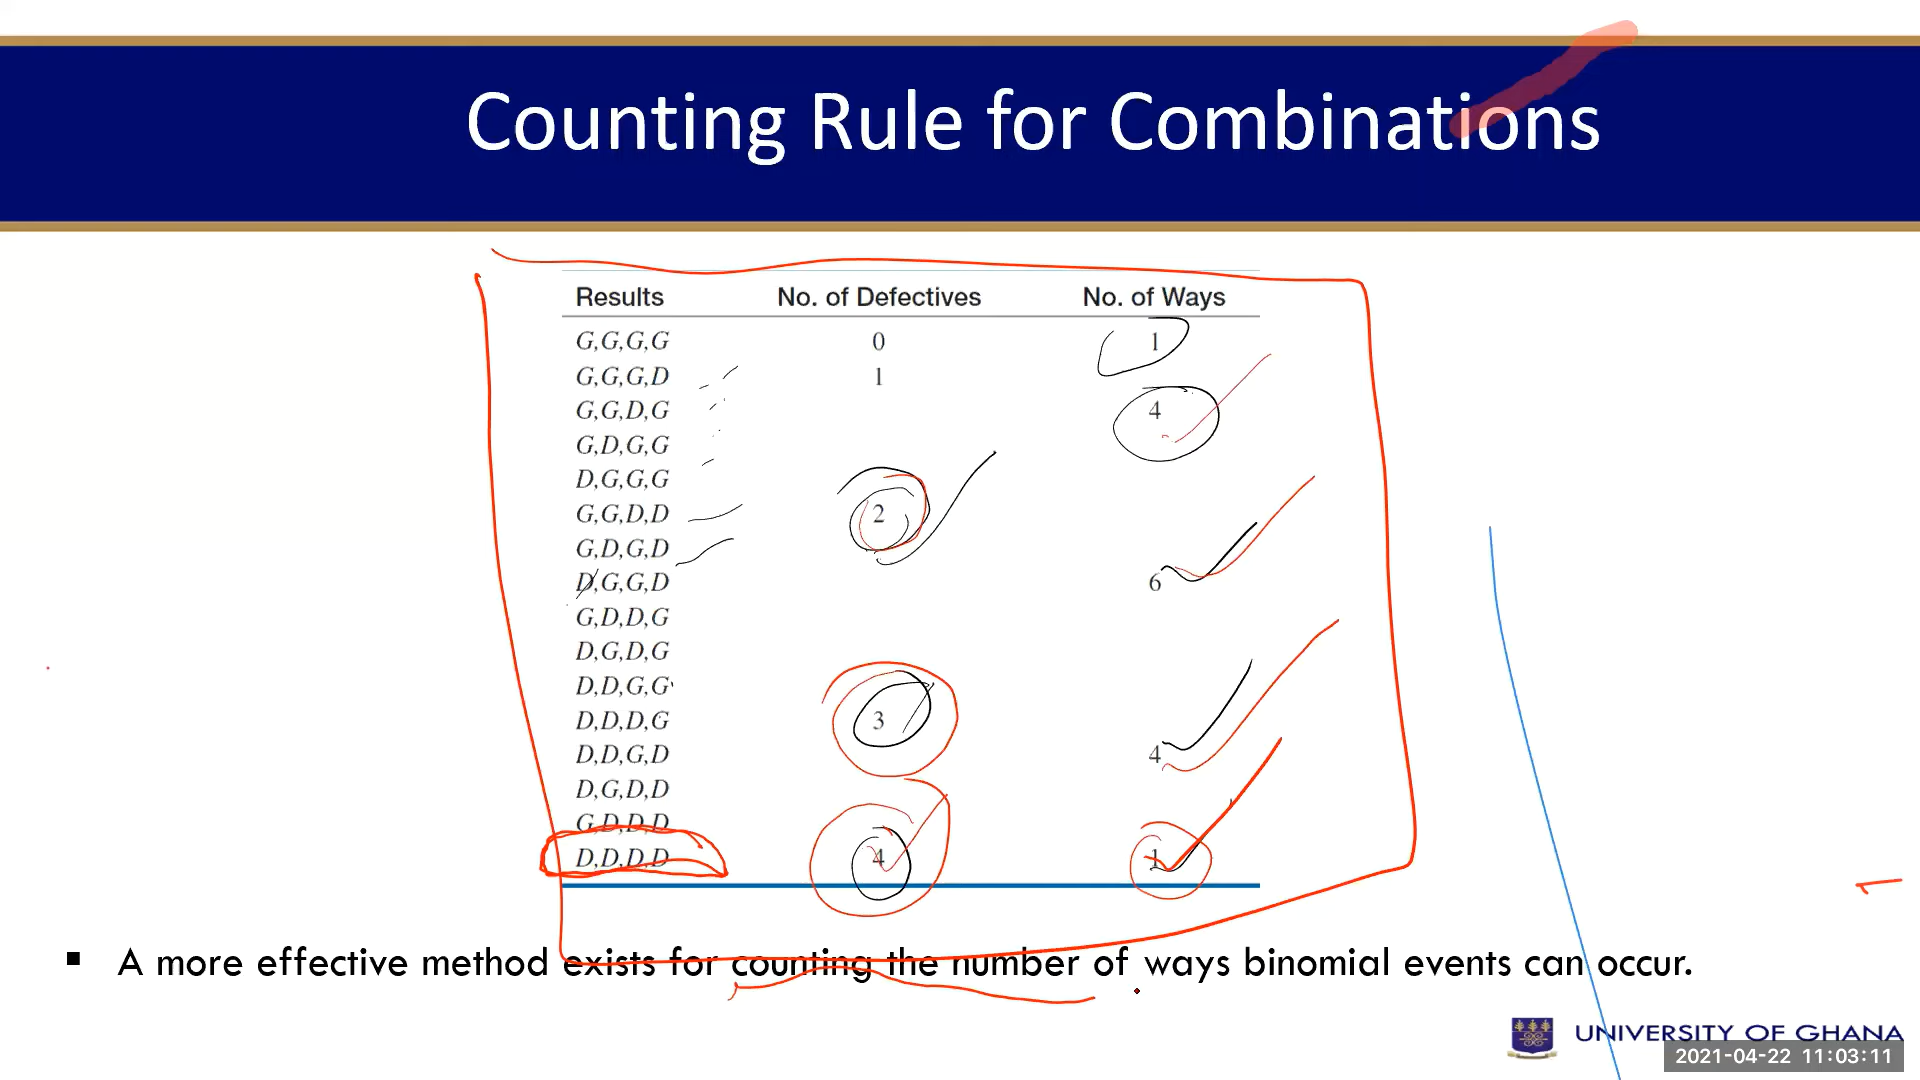 Counting Rule for Combinations
Results No. of Defectives No. of Ways
G,G,G,G 0 1
G,G,G,D 1
G,G,D,G 4
G,D,G,G
D,G,G,G
G,G,D,D 2
G,D,G,D
D,G,G,D 6
G,D,D,G
D,G,D,G
D,D,G,G
D,D,D,G 3
D,D,G,D 4
D,G,D,D
G,D,D,D
D,D,D,D 4 1
▪ A more effective method exists for counting the number of ways binomial events can occur.
UNIVERSITY OF GHANA
2021-04-22 11:03:11